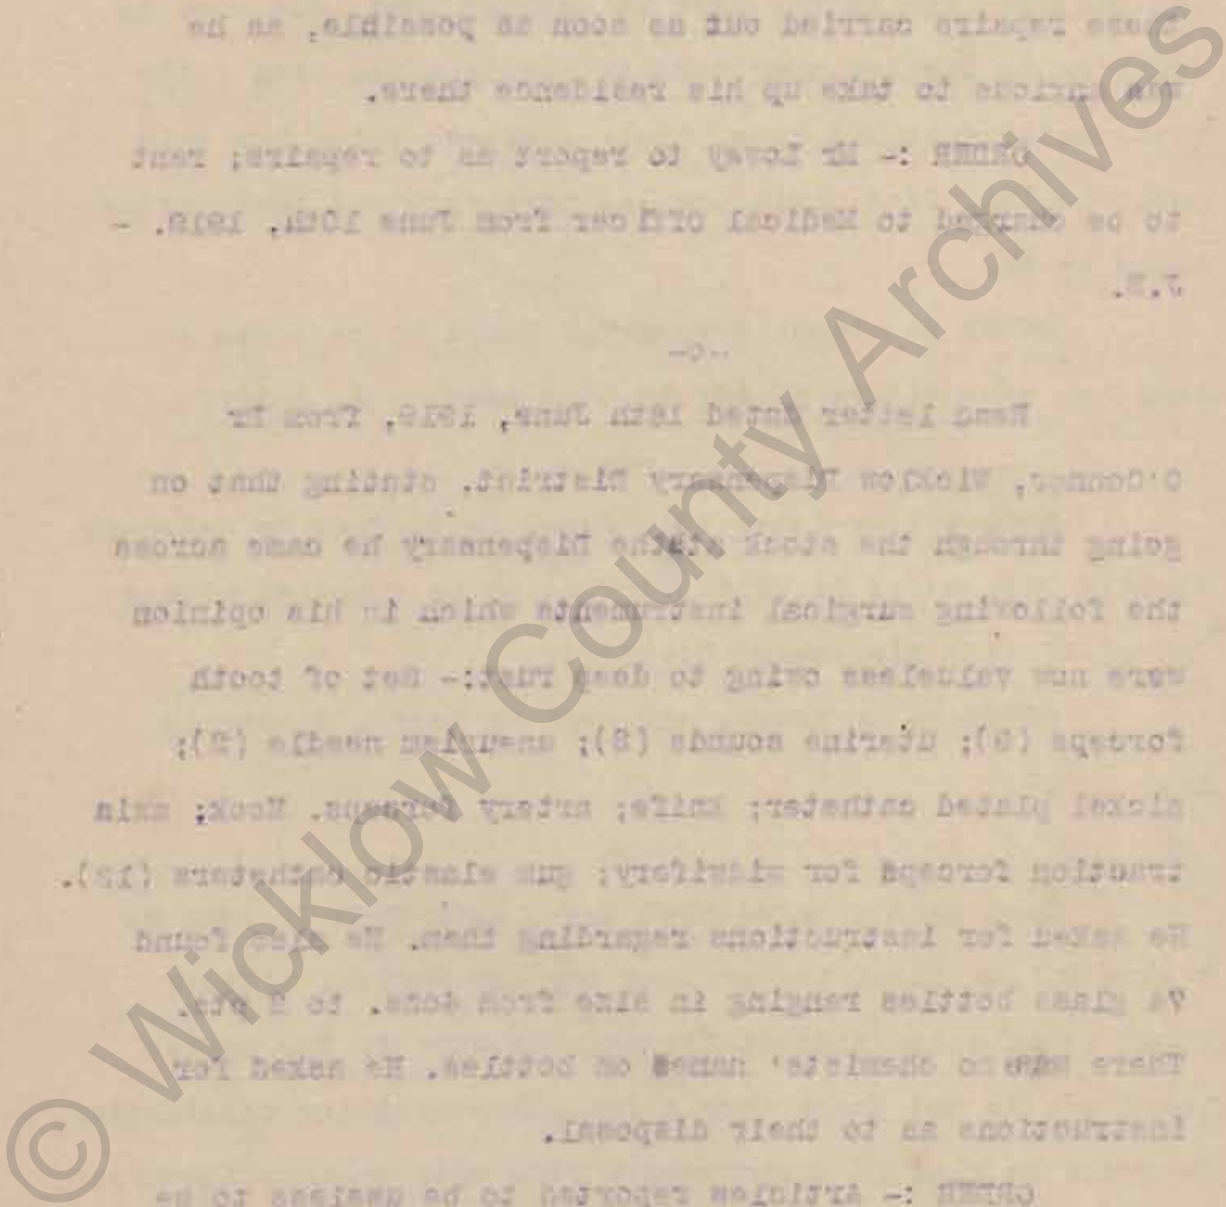 these repairs carried out as soon as possible, as he
was anxious to take up his residence there.
ORDER :- Mr Lovey to report as to repairs; rent
to be charged to Medical officer from June 10th, 1919. -
J.E.
--o--
Read letter dated 18th June, 1919, from Dr
O'Connor, Wicklow Dispensary District, stating that on
going through the stock at the Dispensary he came across
the following surgical instruments which in his opinion
were now valueless owing to deep rust:- Set of tooth
forceps (6); uterine sounds (2); aneurism needle (2);
nickel plated catheter; knife; artery forceps. Hook; axis
traction forceps for midwifery; gum elastic catheters (12).
He asked for instructions regarding them. He also found
74 glass bottles ranging in size from 4ozs. to 2 pts.
There were no chemists' names on bottles. He asked for
instructions as to their disposal.
ORDER :- Articles reported to be useless to be
© Wicklow County Archives